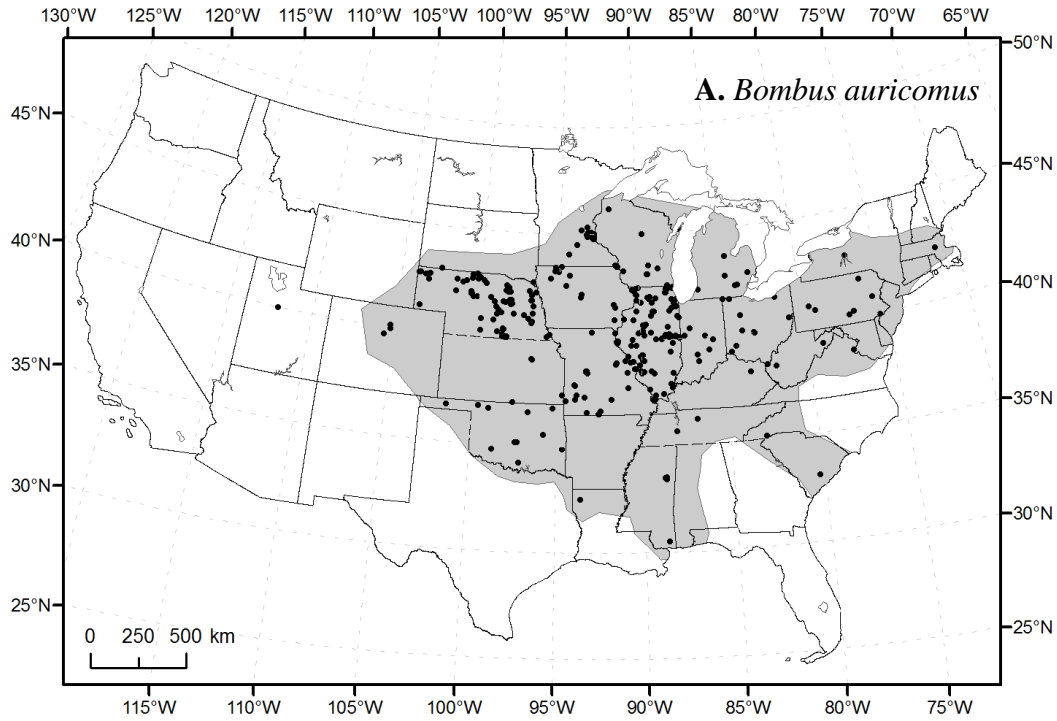 130°W 125°W 120°W 115°W 110°W 105°W 100°W 95°W 90°W 85°W 80°W 75°W 70°W 65°W
50°N
A. Bombus auricomus
45°N 45°N
40°N 40°N
35°N 35°N
30°N 30°N
25°N 25°N
0 250 500 km
115°W 110°W 105°W 100°W 95°W 90°W 85°W 80°W 75°W